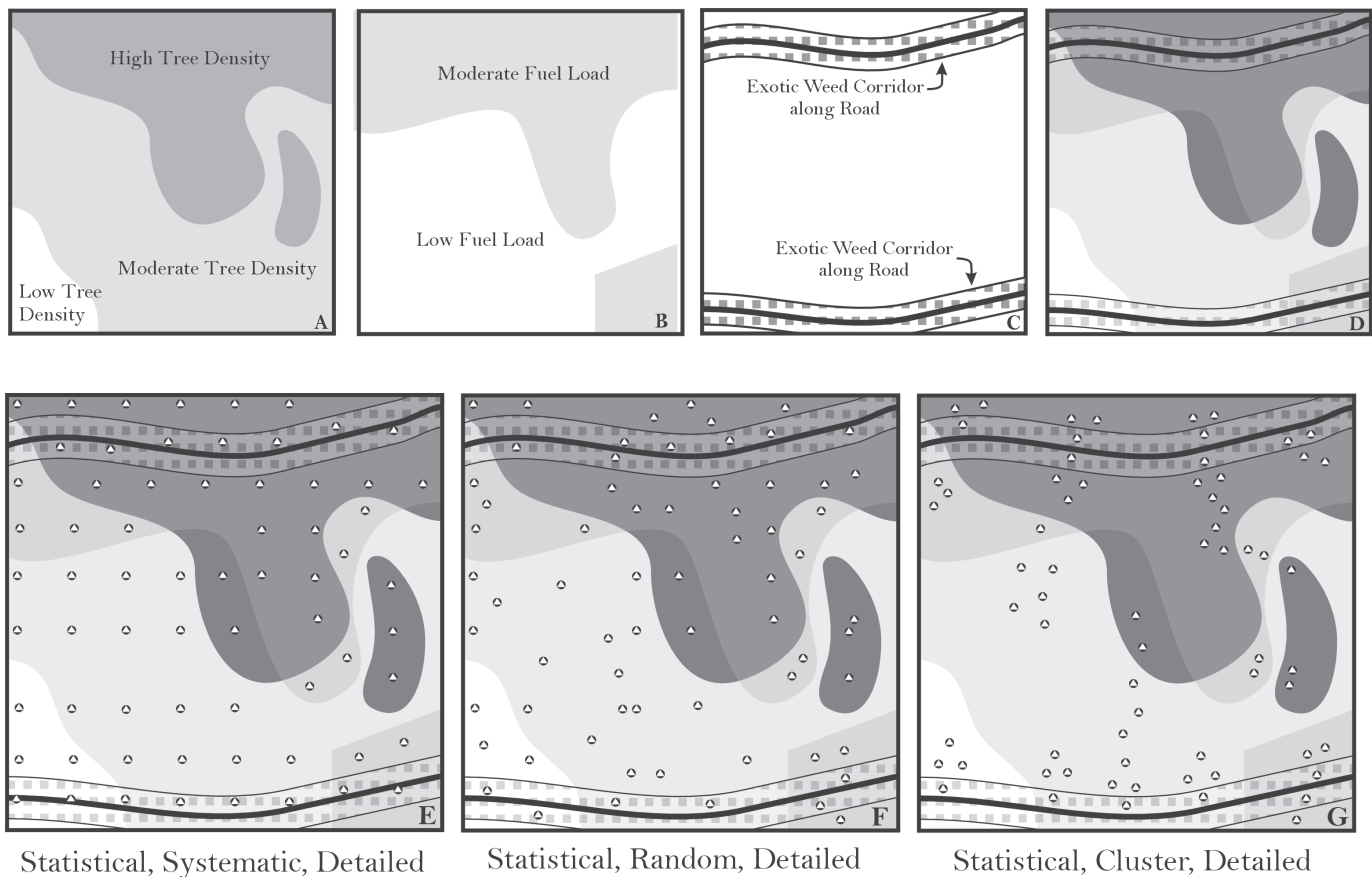 High Tree Density
Moderate Tree Density
Low Tree
Density
A
Moderate Fuel Load
Low Fuel Load
B
Exotic Weed Corridor
along Road
Exotic Weed Corridor
along Road
C
D
E
F
G
Statistical, Systematic, Detailed
Statistical, Random, Detailed
Statistical, Cluster, Detailed